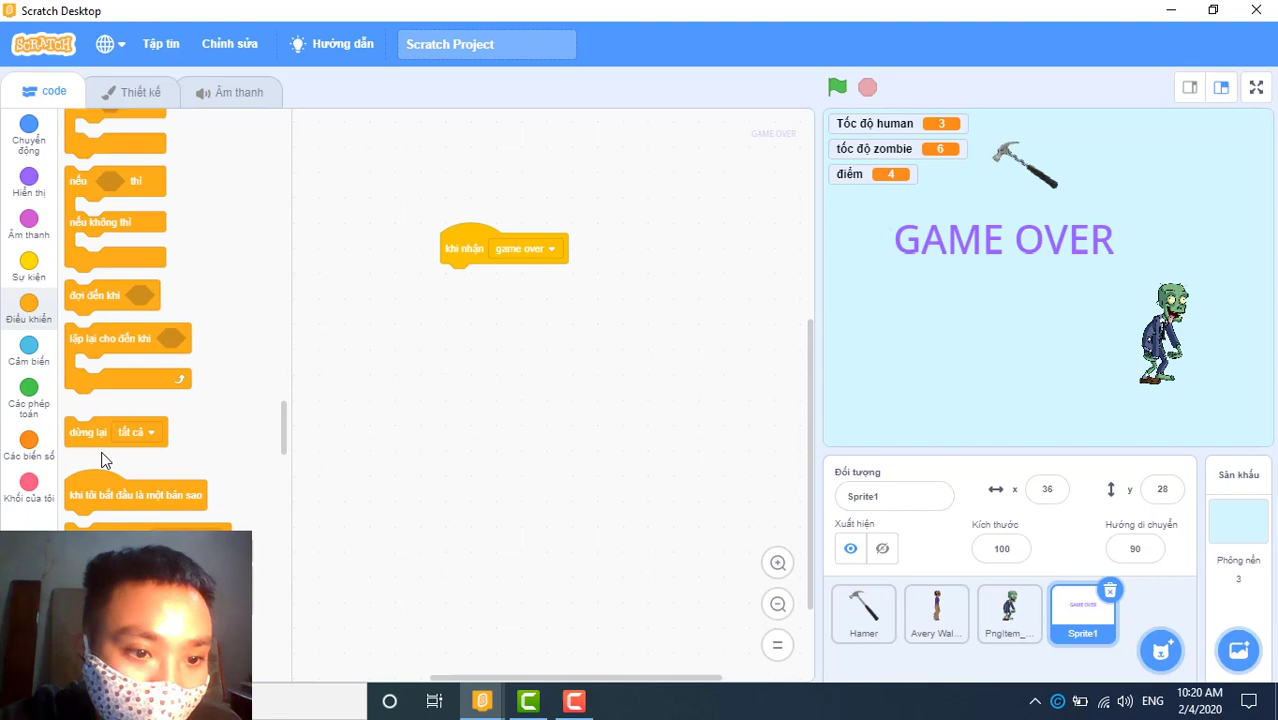 Scratch Desktop
SCRATCH
Tập tin
Chỉnh sửa
Hướng dẫn
Scratch Project
code
Thiết kế
Âm thanh
Chuyển động
Hiển thị
Âm thanh
Sự kiện
Điều khiển
Cảm biến
Các phép toán
Các biến số
Khối của tôi
nếu thì
nếu không thì
đợi đến khi
lặp lại cho đến khi
dừng lại tất cả
khi tôi bắt đầu là một bản sao
khi nhận game over
GAME OVER
Tốc độ human 3
tốc độ zombie 6
điểm 4
GAME OVER
Đối tượng
Sprite1
x 36
y 28
Xuất hiện
Kích thước
100
Hướng di chuyển
90
Hamer
Avery Wal...
PngItem_...
GAME OVER
Sprite1
Sân khấu
Phông nền
3
ENG
10:20 AM
2/4/2020